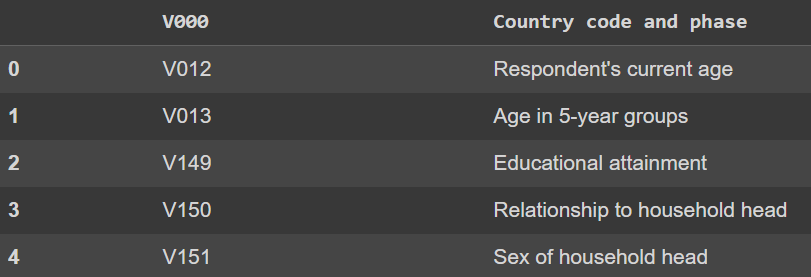 V000 Country code and phase
0 V012 Respondent's current age
1 V013 Age in 5-year groups
2 V149 Educational attainment
3 V150 Relationship to household head
4 V151 Sex of household head